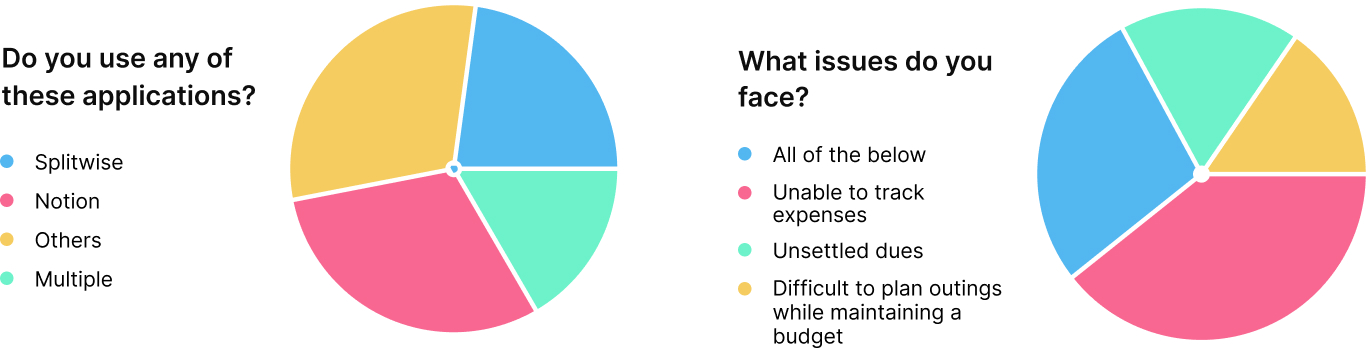 Do you use any of
these applications?
Splitwise
Notion
Others
Multiple
What issues do you
face?
All of the below
Unable to track
expenses
Unsettled dues
Difficult to plan outings
while maintaining a
budget